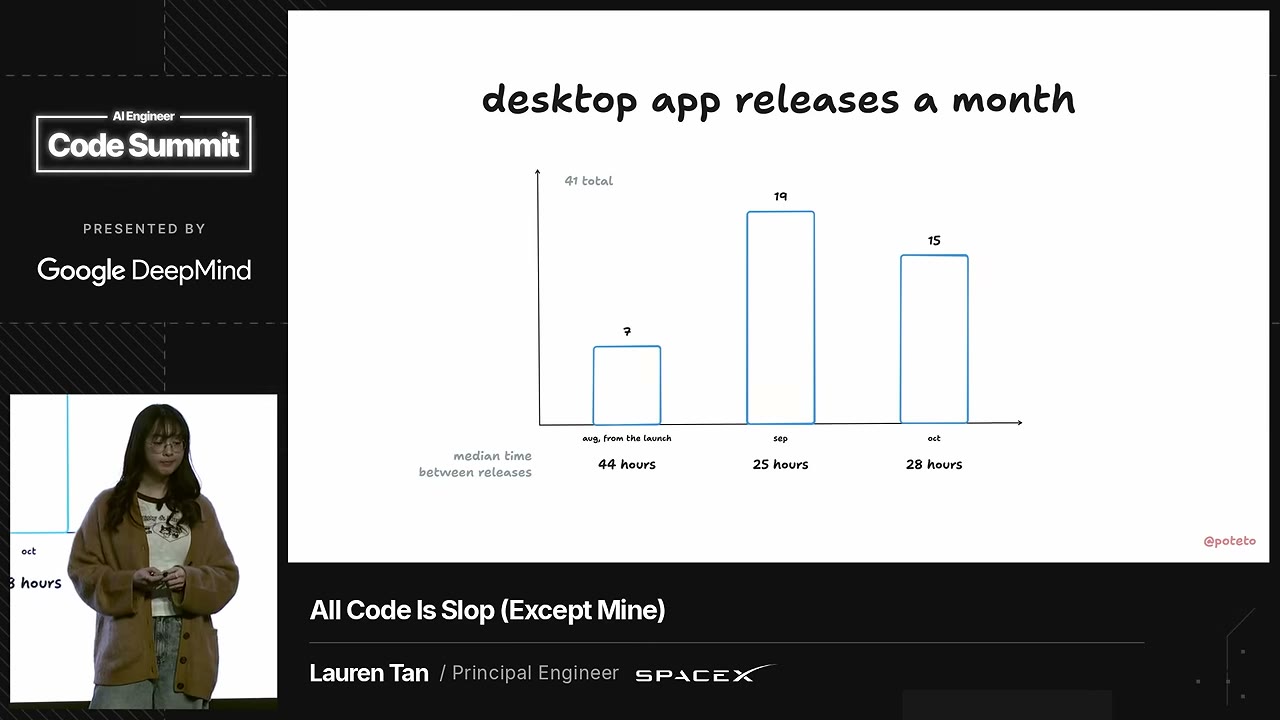 AI Engineer
Code Summit
PRESENTED BY
Google DeepMind
desktop app releases a month
41 total
7
19
15
aug, from the launch
sep
oct
median time
between releases
44 hours
25 hours
28 hours
@poteto
oct
8 hours
All Code Is Slop (Except Mine)
Lauren Tan / Principal Engineer SPACEX